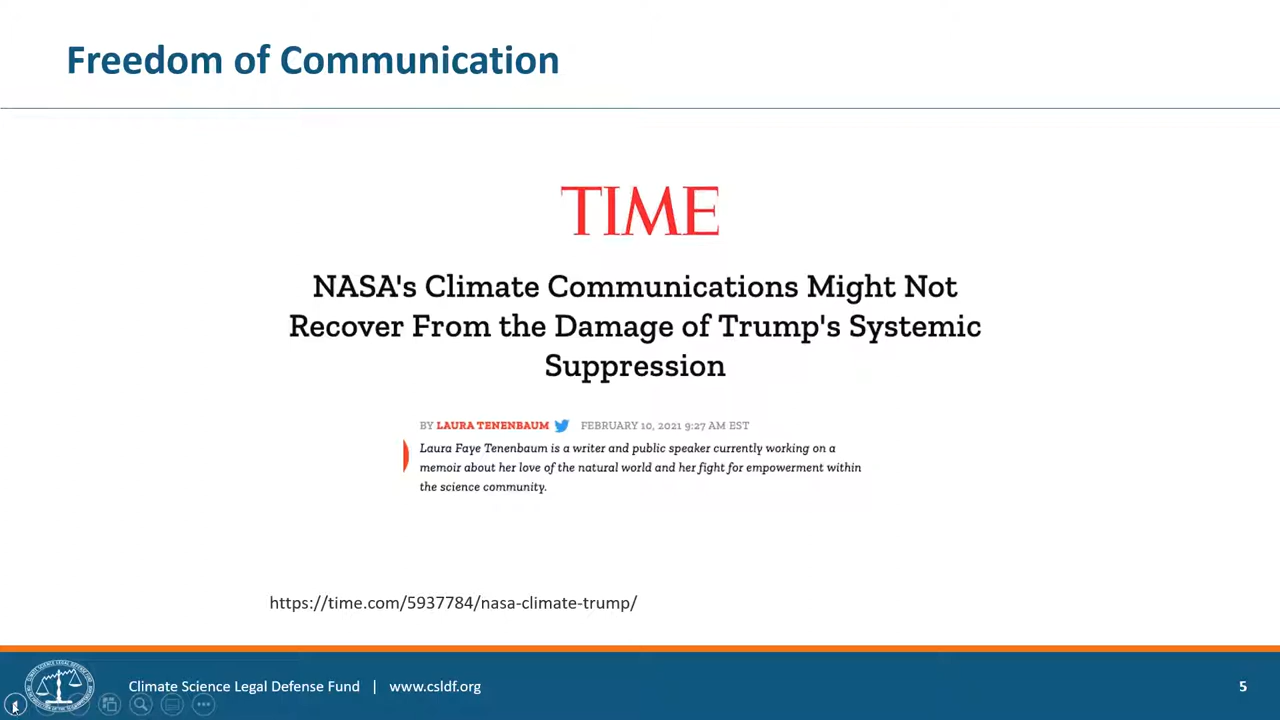 Freedom of Communication
TIME
NASA's Climate Communications Might Not
Recover From the Damage of Trump's Systemic
Suppression
BY LAURA TENENBAUM FEBRUARY 10, 2021 9:27 AM EST
Laura Faye Tenenbaum is a writer and public speaker currently working on a
memoir about her love of the natural world and her fight for empowerment within
the science community.
https://time.com/5937784/nasa-climate-trump/
Climate Science Legal Defense Fund | www.csldf.org
5